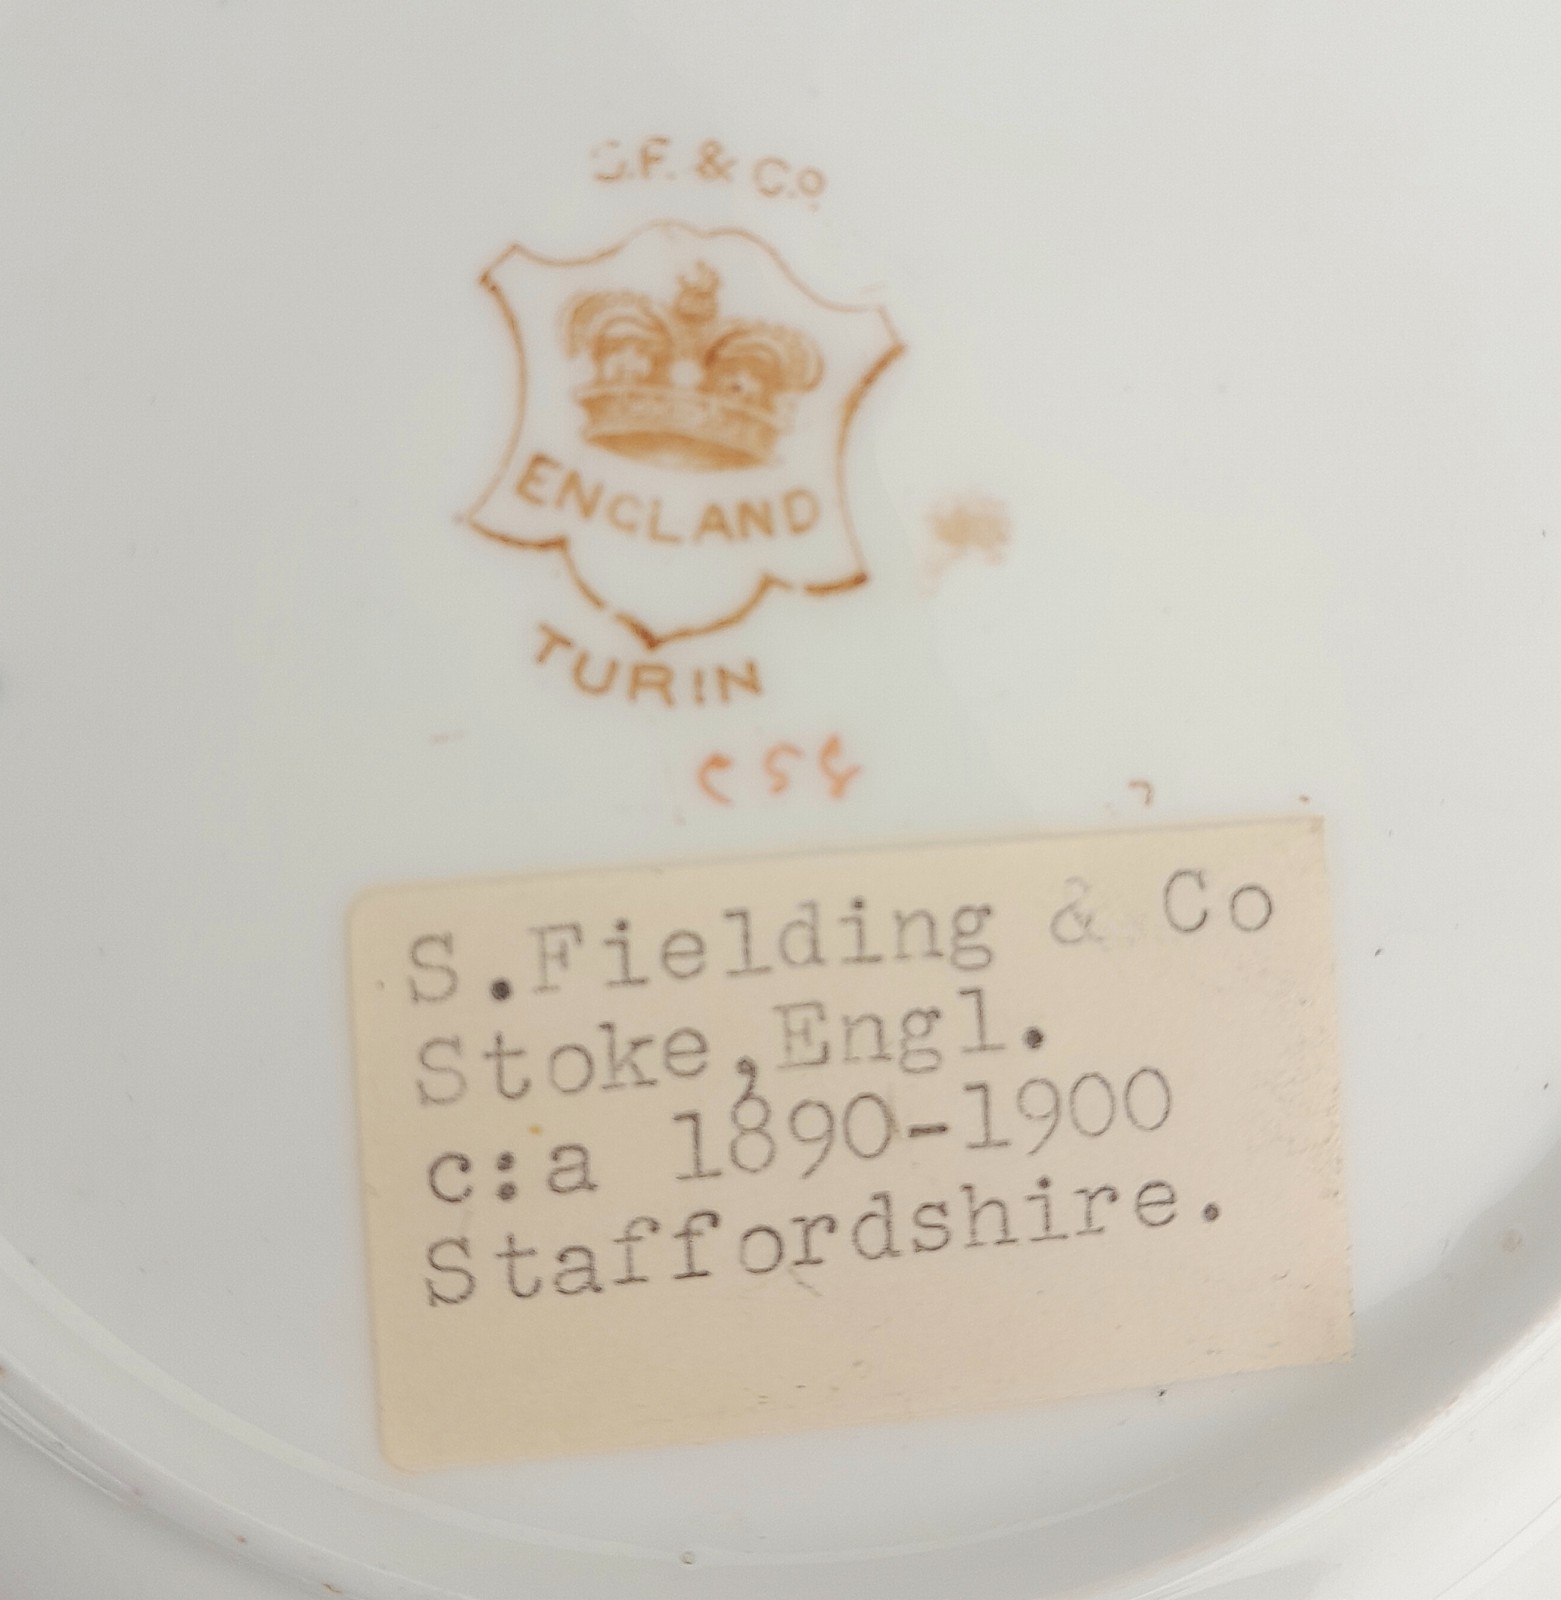 S.F. & Co
ENGLAND
TURIN
S.Fielding & Co
Stoke,Engl.
c:a 1890-1900
Staffordshire.